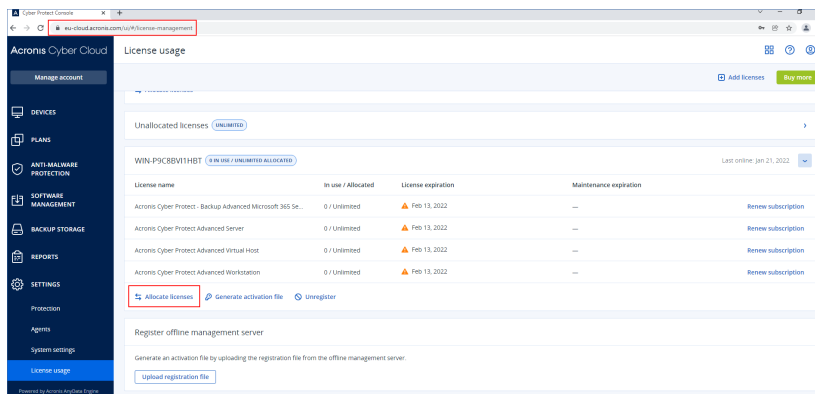 Cyber Protect Console
eu-cloud.acronis.com/ui/#/license-management
Acronis Cyber Cloud
License usage
Manage account
Add licenses
Buy more
DEVICES
Unallocated licenses UNLIMITED
PLANS
ANTI-MALWARE
PROTECTION
WIN-P9C8BVI1HBT 0 IN USE / UNLIMITED ALLOCATED
Last online: Jan 21, 2022
License name In use / Allocated License expiration Maintenance expiration
SOFTWARE
MANAGEMENT
Acronis Cyber Protect - Backup Advanced Microsoft 365 Se... 0 / Unlimited Feb 13, 2022 — Renew subscription
BACKUP STORAGE
Acronis Cyber Protect Advanced Server 0 / Unlimited Feb 13, 2022 — Renew subscription
REPORTS
Acronis Cyber Protect Advanced Virtual Host 0 / Unlimited Feb 13, 2022 — Renew subscription
Acronis Cyber Protect Advanced Workstation 0 / Unlimited Feb 13, 2022 — Renew subscription
SETTINGS
Allocate licenses Generate activation file Unregister
Protection
Agents
Register offline management server
System settings
Generate an activation file by uploading the registration file from the offline management server.
License usage
Upload registration file
Powered by Acronis AnyData Engine